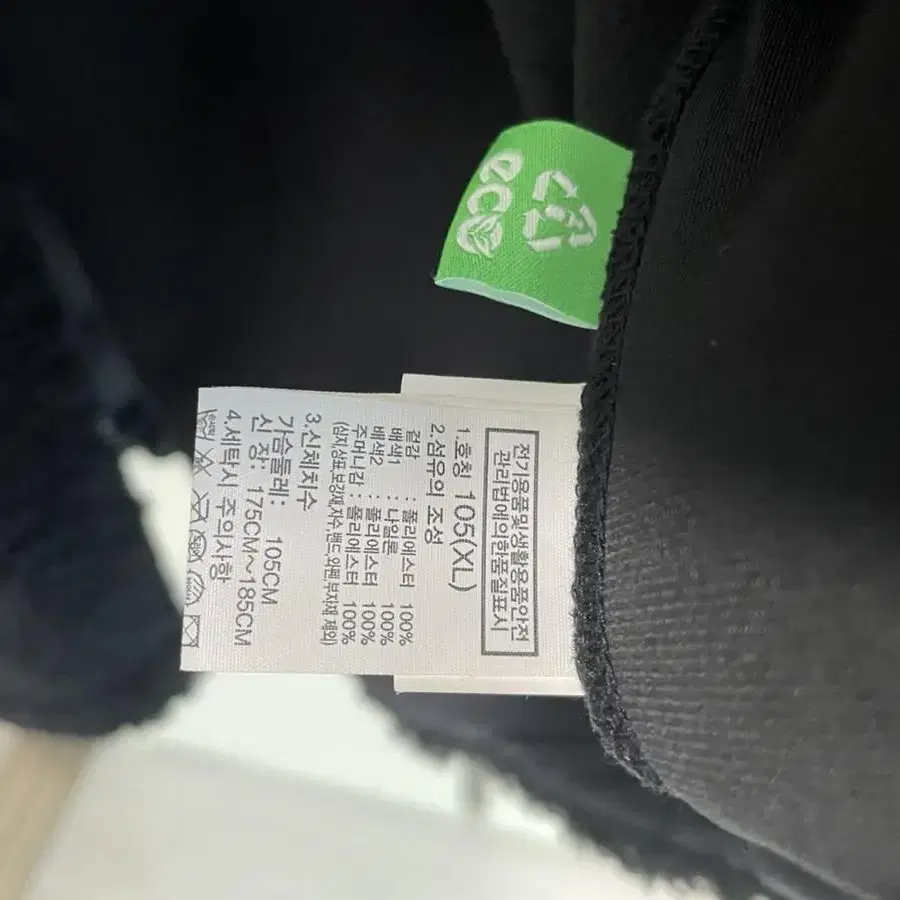 eco
전기용품및생활용품안전
관리법에의한품질표시
1.호칭 105(XL)
2.섬유의 조성
겉감 : 폴리에스터 100%
배색1 : 나일론 100%
배색2 : 폴리에스터 100%
주머니감 : 폴리에스터 100%
(심지,상표,보강재,자수,밴드,외편,부자재 제외)
3.신체치수
가슴둘레: 105CM
신 장: 175CM~185CM
4.세탁시 주의사항